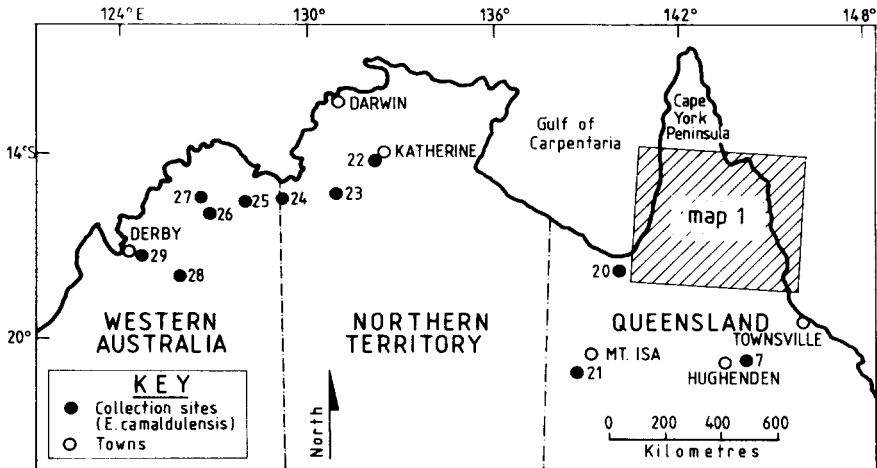 124°E 130° 136° 142° 148°
DARWIN
Cape
York
Peninsula
Gulf of
Carpentaria
14°S
22 KATHERINE
27 26 25 24 23
map 1
DERBY
29
28
20
WESTERN
AUSTRALIA
NORTHERN
TERRITORY
QUEENSLAND
20°
TOWNSVILLE
MT. ISA
21
7
HUGHENDEN
KEY
Collection sites
(E. camaldulensis)
Towns
North
0 200 400 600
Kilometres